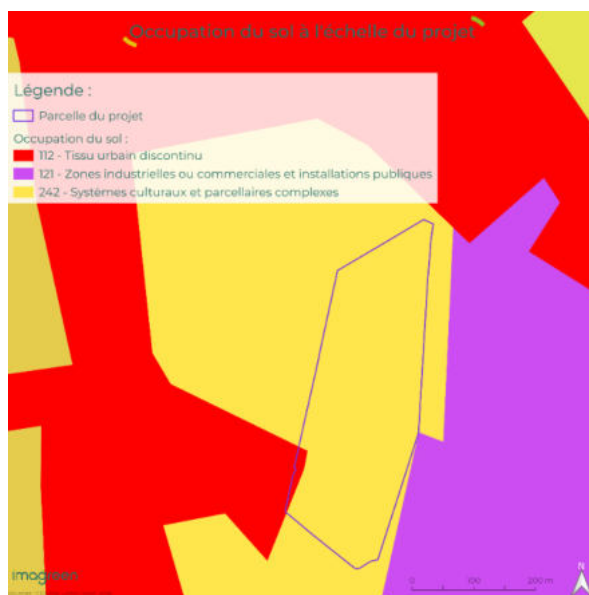 Occupation du sol à l'échelle du projet
Légende :
Parcelle du projet
Occupation du sol :
112 - Tissu urbain discontinu
121 - Zones industrielles ou commerciales et installations publiques
242 - Systèmes culturaux et parcellaires complexes
imagreen
N
0 100 200 m